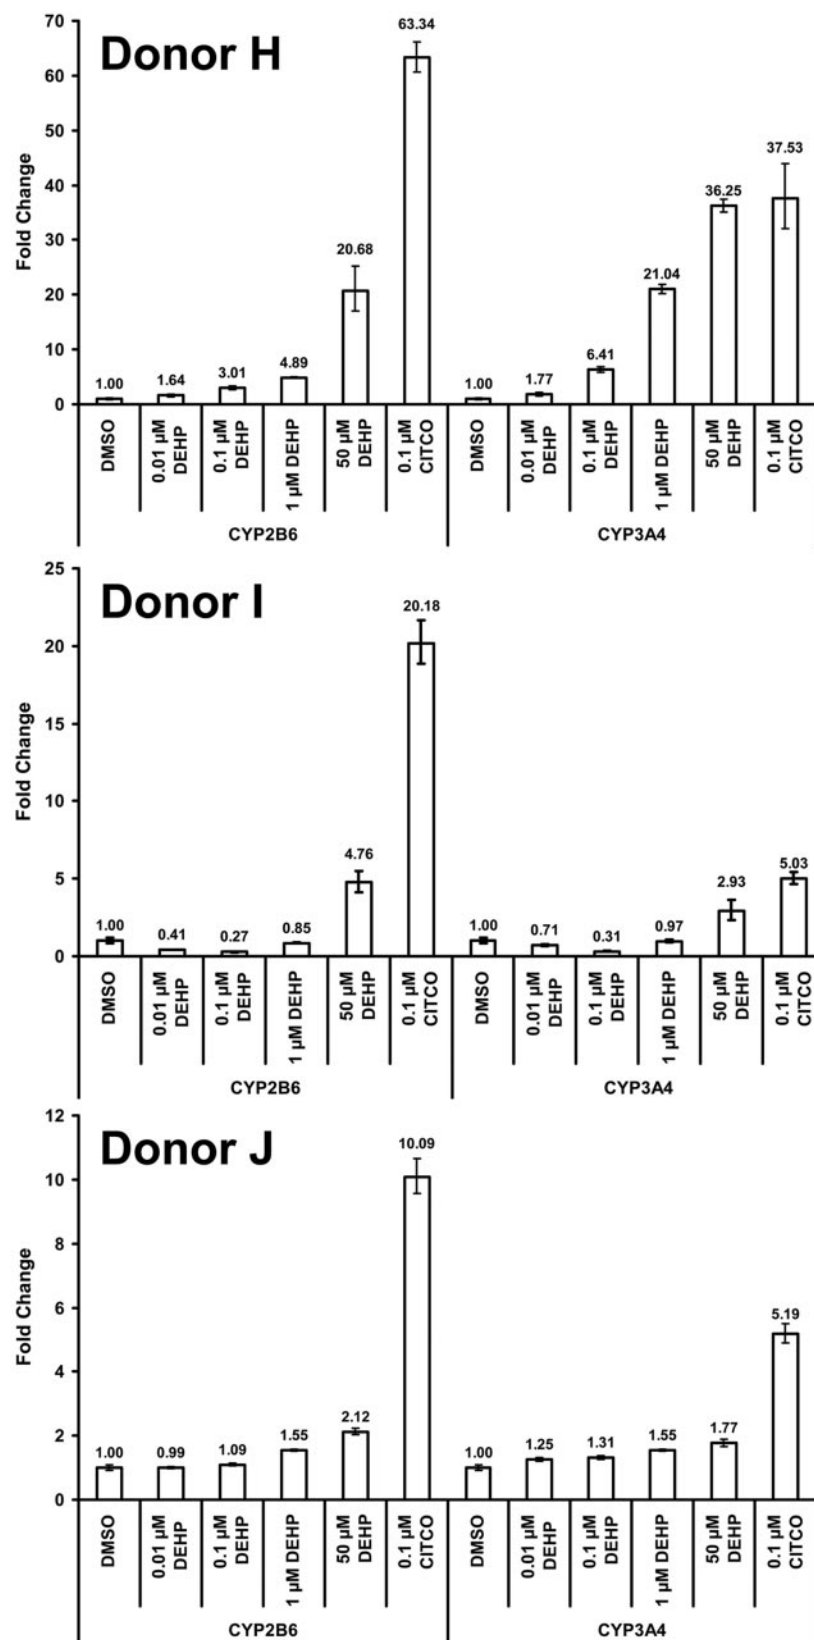 Donor H
Fold Change
70
60
50
40
30
20
10
0
1.00
1.64
3.01
4.89
20.68
63.34
1.00
1.77
6.41
21.04
36.25
37.53
DMSO
0.01 µM
DEHP
0.1 µM
DEHP
1 µM DEHP
50 µM
DEHP
0.1 µM
CITCO
DMSO
0.01 µM
DEHP
0.1 µM
DEHP
1 µM DEHP
50 µM
DEHP
0.1 µM
CITCO
CYP2B6
CYP3A4
Donor I
Fold Change
25
20
15
10
5
0
1.00
0.41
0.27
0.85
4.76
20.18
1.00
0.71
0.31
0.97
2.93
5.03
DMSO
0.01 µM
DEHP
0.1 µM
DEHP
1 µM DEHP
50 µM
DEHP
0.1 µM
CITCO
DMSO
0.01 µM
DEHP
0.1 µM
DEHP
1 µM DEHP
50 µM
DEHP
0.1 µM
CITCO
CYP2B6
CYP3A4
Donor J
Fold Change
12
10
8
6
4
2
0
1.00
0.99
1.09
1.55
2.12
10.09
1.00
1.25
1.31
1.55
1.77
5.19
DMSO
0.01 µM
DEHP
0.1 µM
DEHP
1 µM DEHP
50 µM
DEHP
0.1 µM
CITCO
DMSO
0.01 µM
DEHP
0.1 µM
DEHP
1 µM DEHP
50 µM
DEHP
0.1 µM
CITCO
CYP2B6
CYP3A4